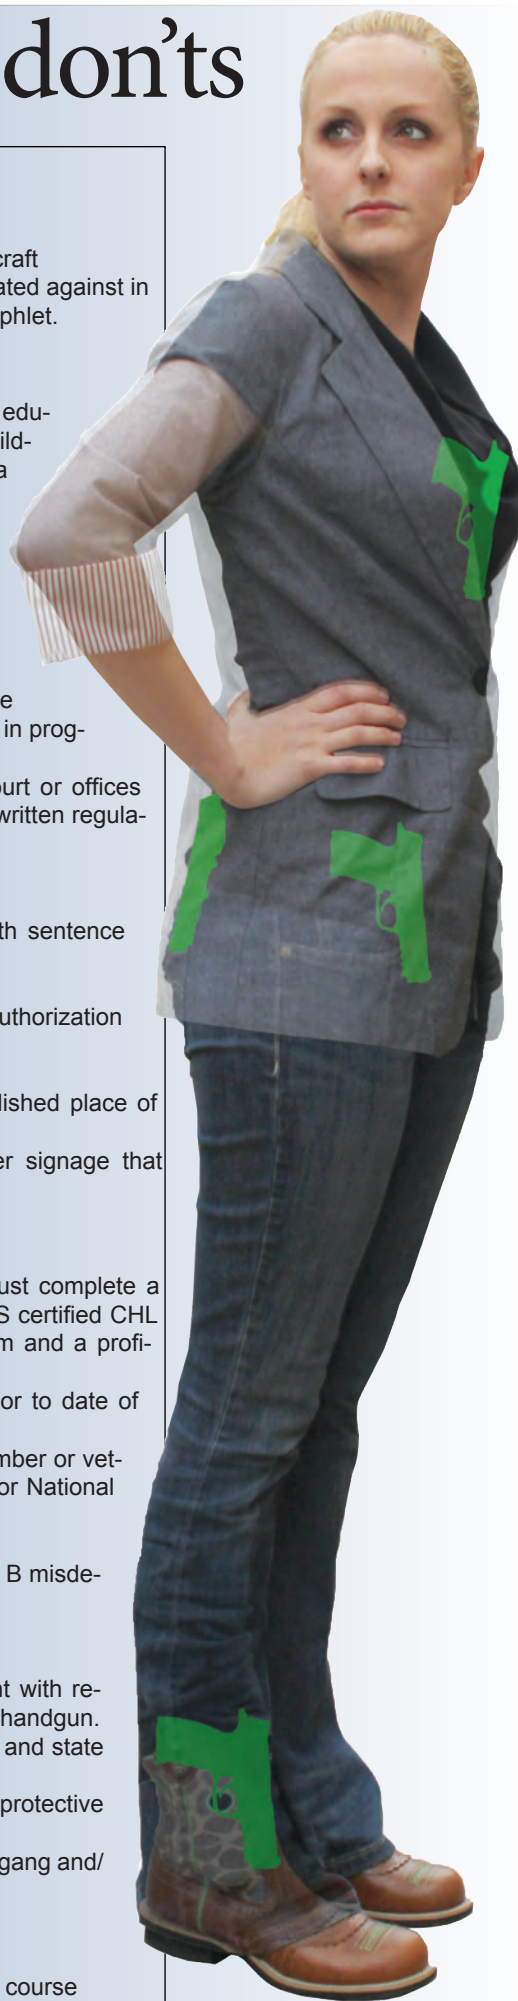 don'ts
craft
ated against in
phlet.
edu-
ild-
a
e
in prog-
urt or offices
written regula-
th sentence
uthorization
lished place of
er signage that
ust complete a
S certified CHL
m and a profi-
or to date of
mber or vet-
or National
B misde-
nt with re-
handgun.
and state
protective
gang and/
course